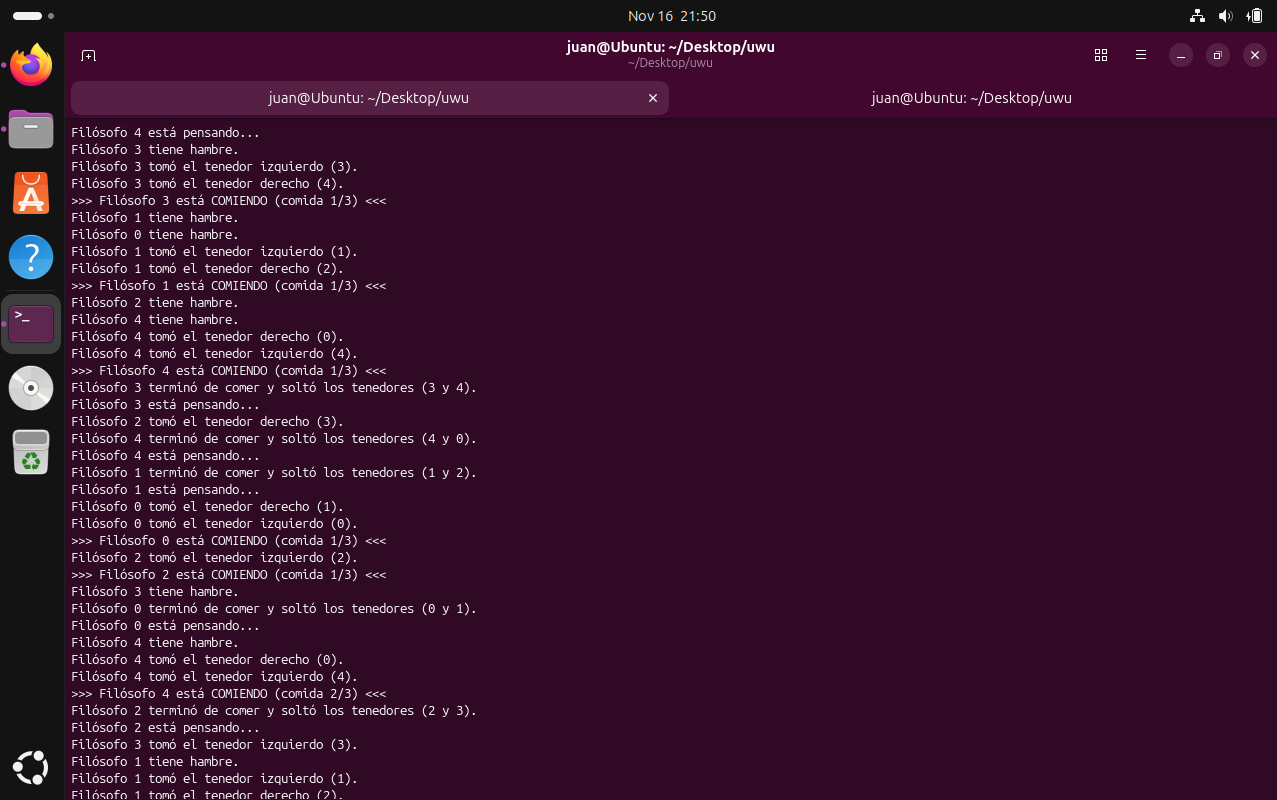 Nov 16 21:50
juan@Ubuntu: ~/Desktop/uwu
~/Desktop/uwu
juan@Ubuntu: ~/Desktop/uwu
juan@Ubuntu: ~/Desktop/uwu
Filósofo 4 está pensando...
Filósofo 3 tiene hambre.
Filósofo 3 tomó el tenedor izquierdo (3).
Filósofo 3 tomó el tenedor derecho (4).
>>> Filósofo 3 está COMIENDO (comida 1/3) <<<
Filósofo 1 tiene hambre.
Filósofo 0 tiene hambre.
Filósofo 1 tomó el tenedor izquierdo (1).
Filósofo 1 tomó el tenedor derecho (2).
>>> Filósofo 1 está COMIENDO (comida 1/3) <<<
Filósofo 2 tiene hambre.
Filósofo 4 tiene hambre.
Filósofo 4 tomó el tenedor derecho (0).
Filósofo 4 tomó el tenedor izquierdo (4).
>>> Filósofo 4 está COMIENDO (comida 1/3) <<<
Filósofo 3 terminó de comer y soltó los tenedores (3 y 4).
Filósofo 3 está pensando...
Filósofo 2 tomó el tenedor derecho (3).
Filósofo 4 terminó de comer y soltó los tenedores (4 y 0).
Filósofo 4 está pensando...
Filósofo 1 terminó de comer y soltó los tenedores (1 y 2).
Filósofo 1 está pensando...
Filósofo 0 tomó el tenedor derecho (1).
Filósofo 0 tomó el tenedor izquierdo (0).
>>> Filósofo 0 está COMIENDO (comida 1/3) <<<
Filósofo 2 tomó el tenedor izquierdo (2).
>>> Filósofo 2 está COMIENDO (comida 1/3) <<<
Filósofo 3 tiene hambre.
Filósofo 0 terminó de comer y soltó los tenedores (0 y 1).
Filósofo 0 está pensando...
Filósofo 4 tiene hambre.
Filósofo 4 tomó el tenedor derecho (0).
Filósofo 4 tomó el tenedor izquierdo (4).
>>> Filósofo 4 está COMIENDO (comida 2/3) <<<
Filósofo 2 terminó de comer y soltó los tenedores (2 y 3).
Filósofo 2 está pensando...
Filósofo 3 tomó el tenedor izquierdo (3).
Filósofo 1 tiene hambre.
Filósofo 1 tomó el tenedor izquierdo (1).
Filósofo 1 tomó el tenedor derecho (2).